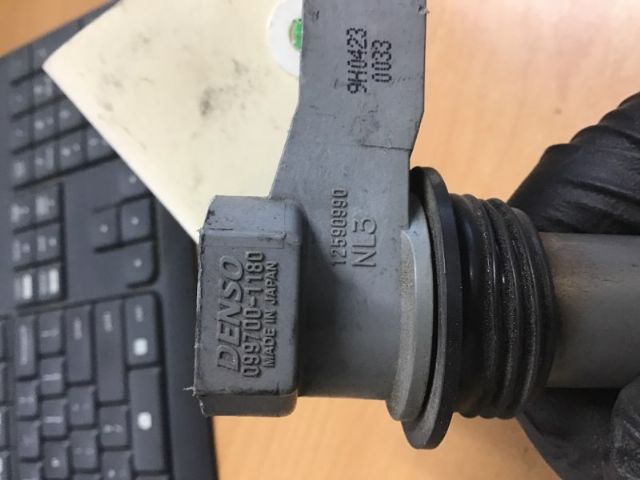 9H0423
0033
12590990
NL3
DENSO
099700-1180
MADE IN JAPAN